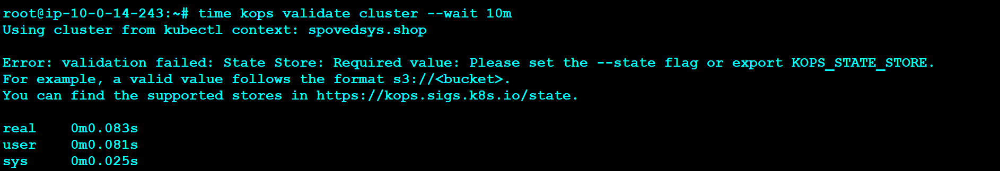 root@ip-10-0-14-243:~# time kops validate cluster --wait 10m
Using cluster from kubectl context: spovedsys.shop
Error: validation failed: State Store: Required value: Please set the --state flag or export KOPS_STATE_STORE.
For example, a valid value follows the format s3://<bucket>.
You can find the supported stores in https://kops.sigs.k8s.io/state.
real    0m0.083s
user    0m0.081s
sys     0m0.025s